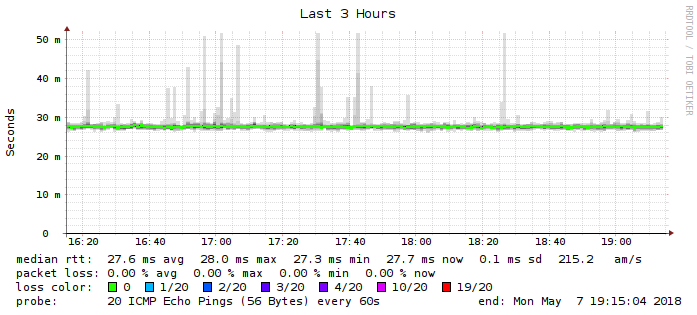 Last 3 Hours
RRDTOOL / TOBI OETIKER
Seconds
50 m
40 m
30 m
20 m
10 m
0
16:20 16:40 17:00 17:20 17:40 18:00 18:20 18:40 19:00
median rtt: 27.6 ms avg 28.0 ms max 27.3 ms min 27.7 ms now 0.1 ms sd 215.2 am/s
packet loss: 0.00 % avg 0.00 % max 0.00 % min 0.00 % now
loss color: 0 1/20 2/20 3/20 4/20 10/20 19/20
probe: 20 ICMP Echo Pings (56 Bytes) every 60s end: Mon May 7 19:15:04 2018